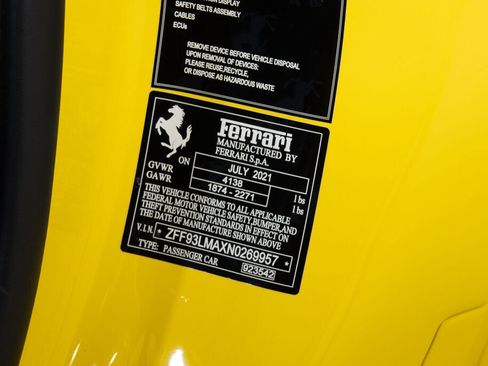 DISPLAY
SAFETY BELTS ASSEMBLY
CABLES
ECUs
REMOVE DEVICE BEFORE VEHICLE DISPOSAL
UPON REMOVAL OF DEVICES:
PLEASE REUSE,RECYCLE,
OR DISPOSE AS HAZARDOUS WASTE
Ferrari
MANUFACTURED BY
FERRARI S.p.A.
ON JULY 2021
GVWR 4138 lbs
GAWR 1874 - 2271 lbs
THIS VEHICLE CONFORMS TO ALL APPLICABLE
FEDERAL MOTOR VEHICLE SAFETY, BUMPER, AND
THEFT PREVENTION STANDARDS IN EFFECT ON
THE DATE OF MANUFACTURE SHOWN ABOVE
V.I.N. * ZFF93LMAXN0269957 *
TYPE: PASSENGER CAR 923542